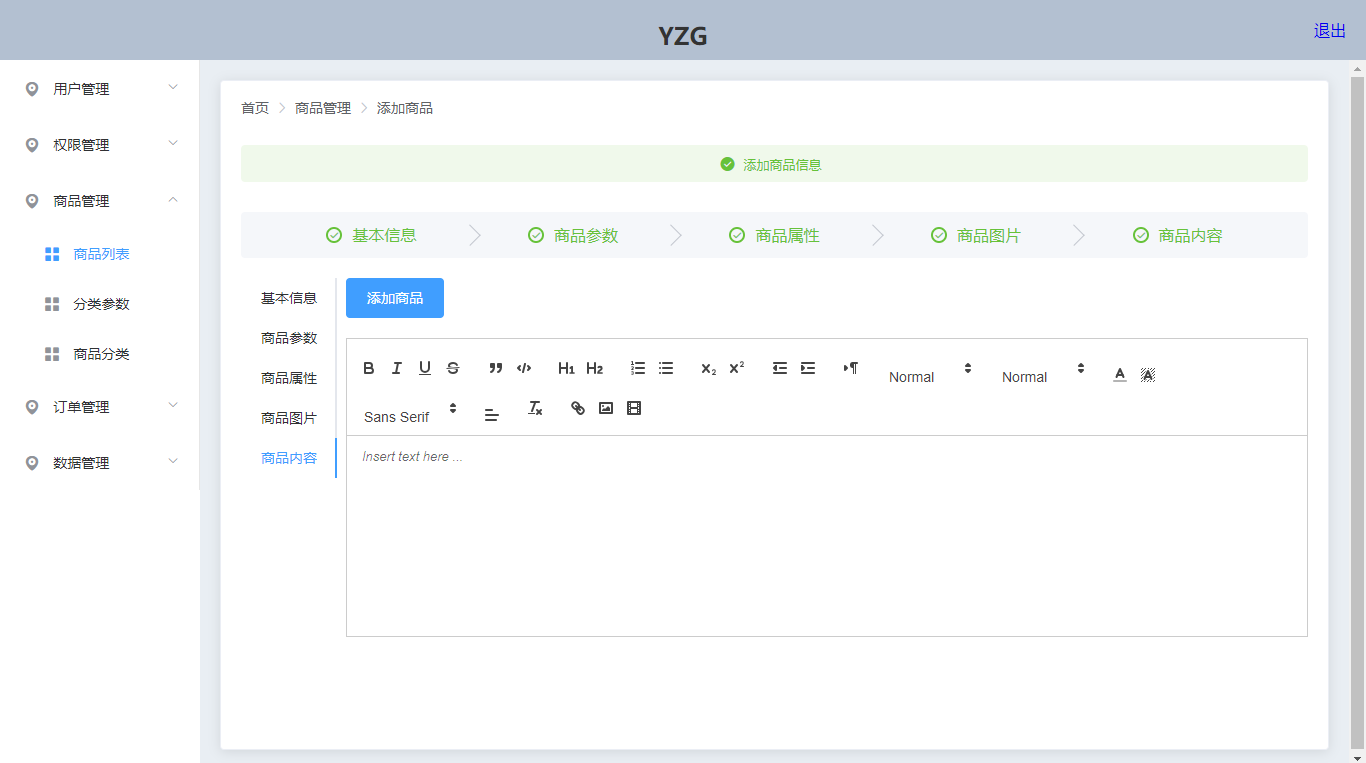 YZG
退出
用户管理
权限管理
商品管理
商品列表
分类参数
商品分类
订单管理
数据管理
首页 商品管理 添加商品
添加商品信息
基本信息 商品参数 商品属性 商品图片 商品内容
基本信息
商品参数
商品属性
商品图片
商品内容
添加商品
B I U S H1 H2 X2 X2 Normal Normal A A
Sans Serif Tx
Insert text here ...